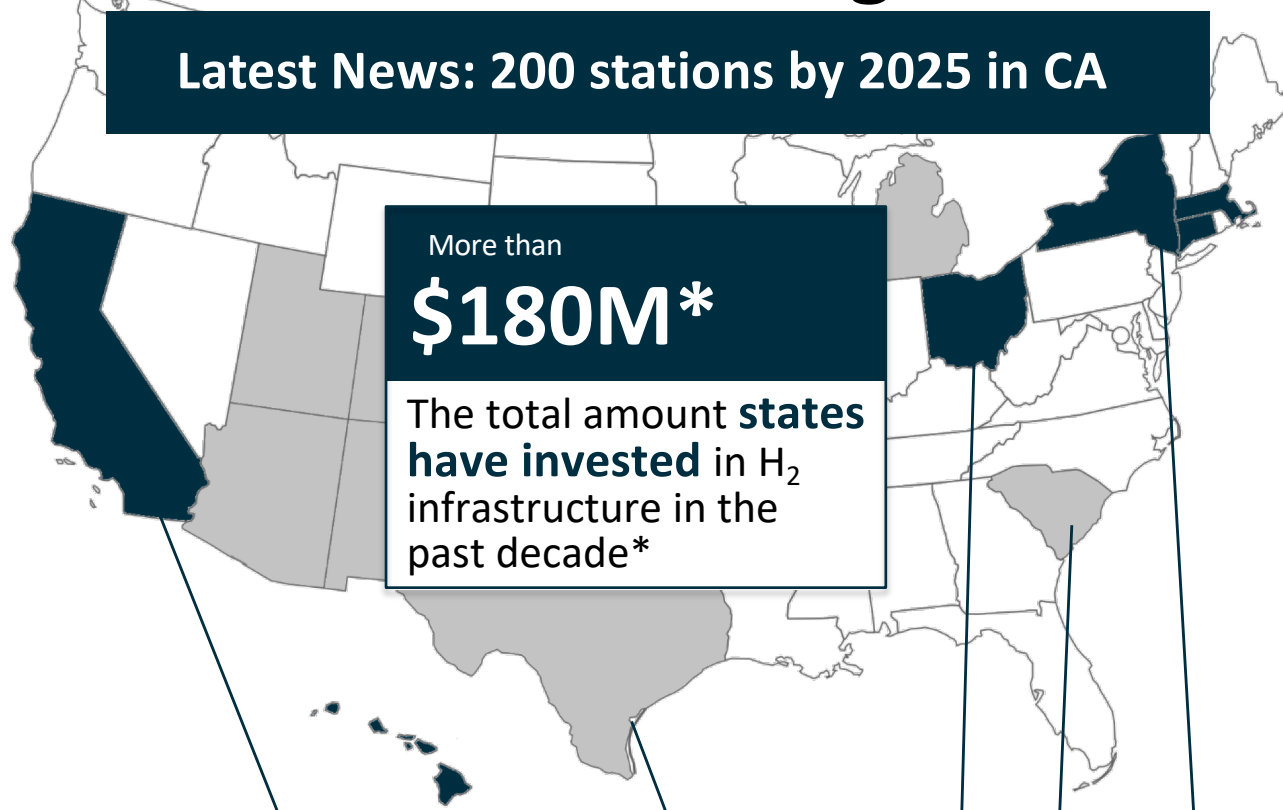 Latest News: 200 stations by 2025 in CA
More than
$180M*
The total amount states
have invested in H₂
infrastructure in the
past decade*